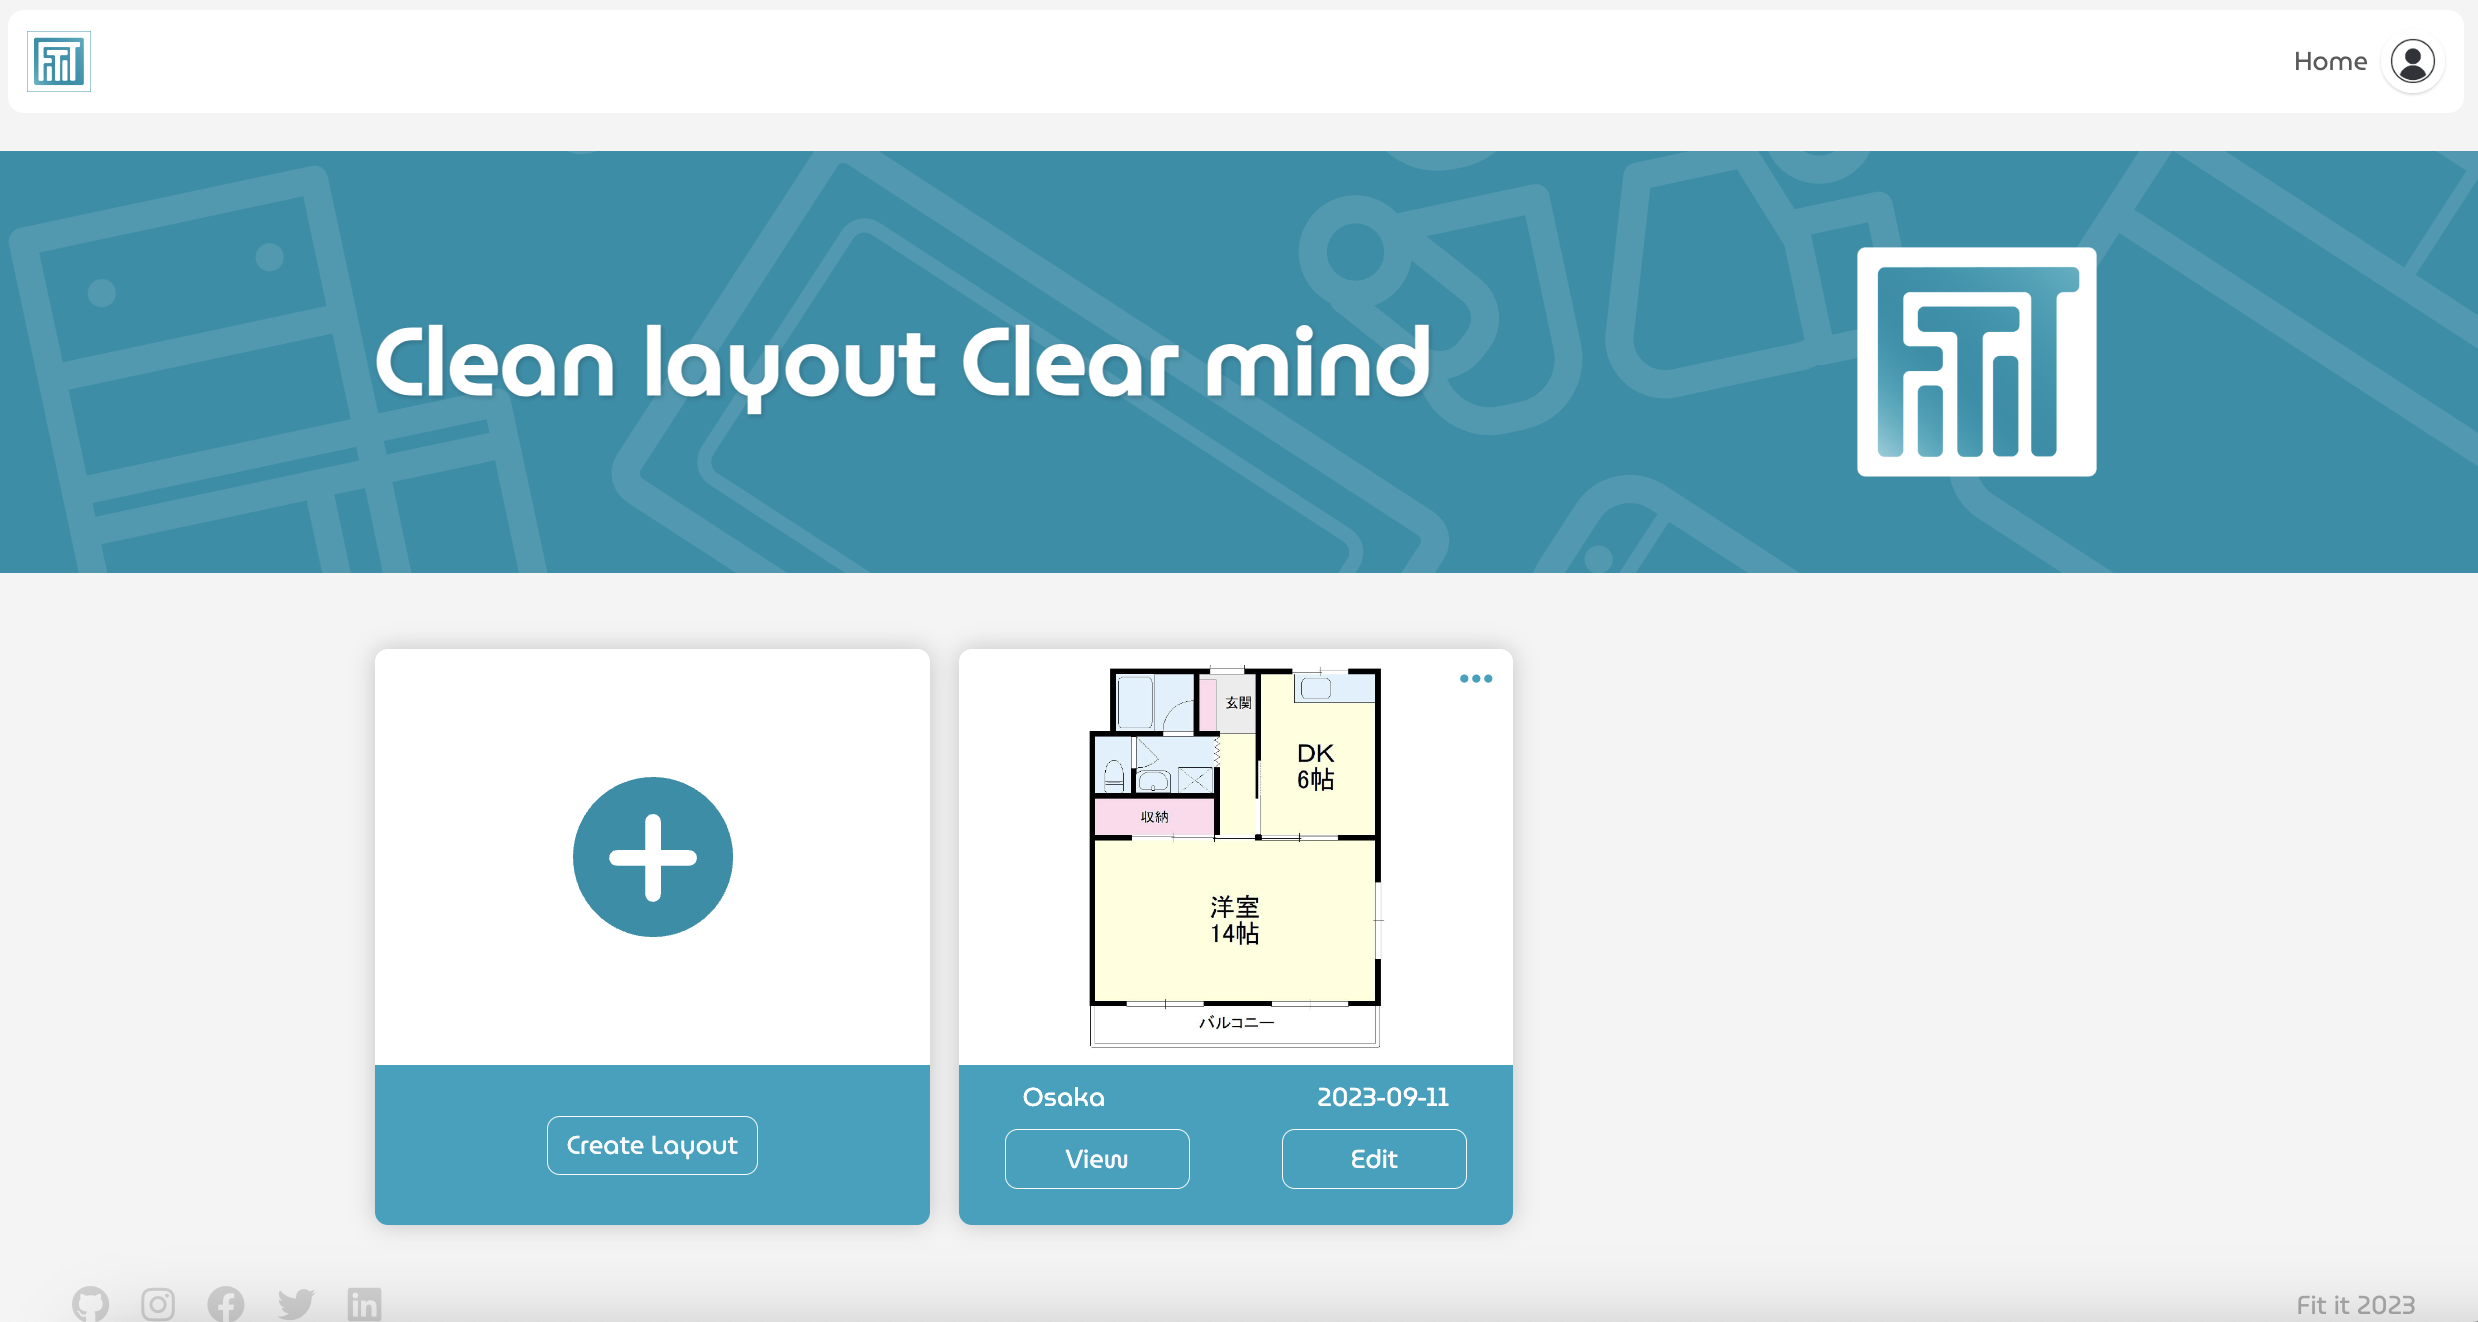 Home
Clean layout Clear mind
玄関
DK
6帖
収納
洋室
14帖
バルコニー
Create Layout
Osaka
2023-09-11
View
Edit
Fit it 2023